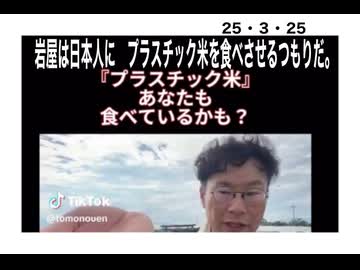 25・3・25
岩屋は日本人に　プラスチック米を食べさせるつもりだ。
『プラスチック米』
あなたも
食べているかも？
TikTok
@tomonouen